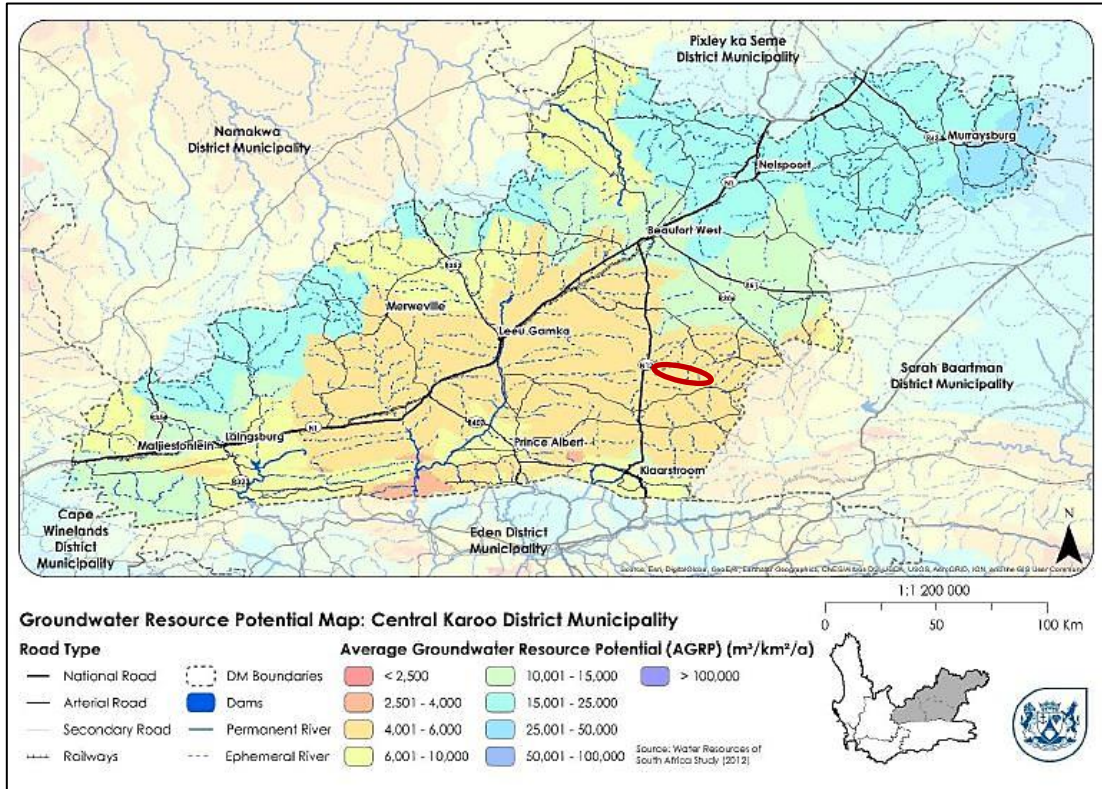 Pixley ka Seme
District Municipality
Namakwa
District Municipality
Murraysburg
Nelspoort
N1
Beaufort West
R61
Merweville
Leeu Gamka
Sarah Baartman
District Municipality
Laingsburg
N1
Prince Albert
Klaarstroom
Cape
Winelands
District
Municipality
Eden District
Municipality
N
1:1 200 000
0 50 100 Km
Groundwater Resource Potential Map: Central Karoo District Municipality
Road Type
National Road
Arterial Road
Secondary Road
Railways
DM Boundaries
Dams
Permanent River
Ephemeral River
Average Groundwater Resource Potential (AGRP) (m³/km²/a)
< 2,500
2,501 - 4,000
4,001 - 6,000
6,001 - 10,000
10,001 - 15,000
15,001 - 25,000
25,001 - 50,000
50,001 - 100,000
> 100,000
Source: Water Resources of
South Africa Study (2012)